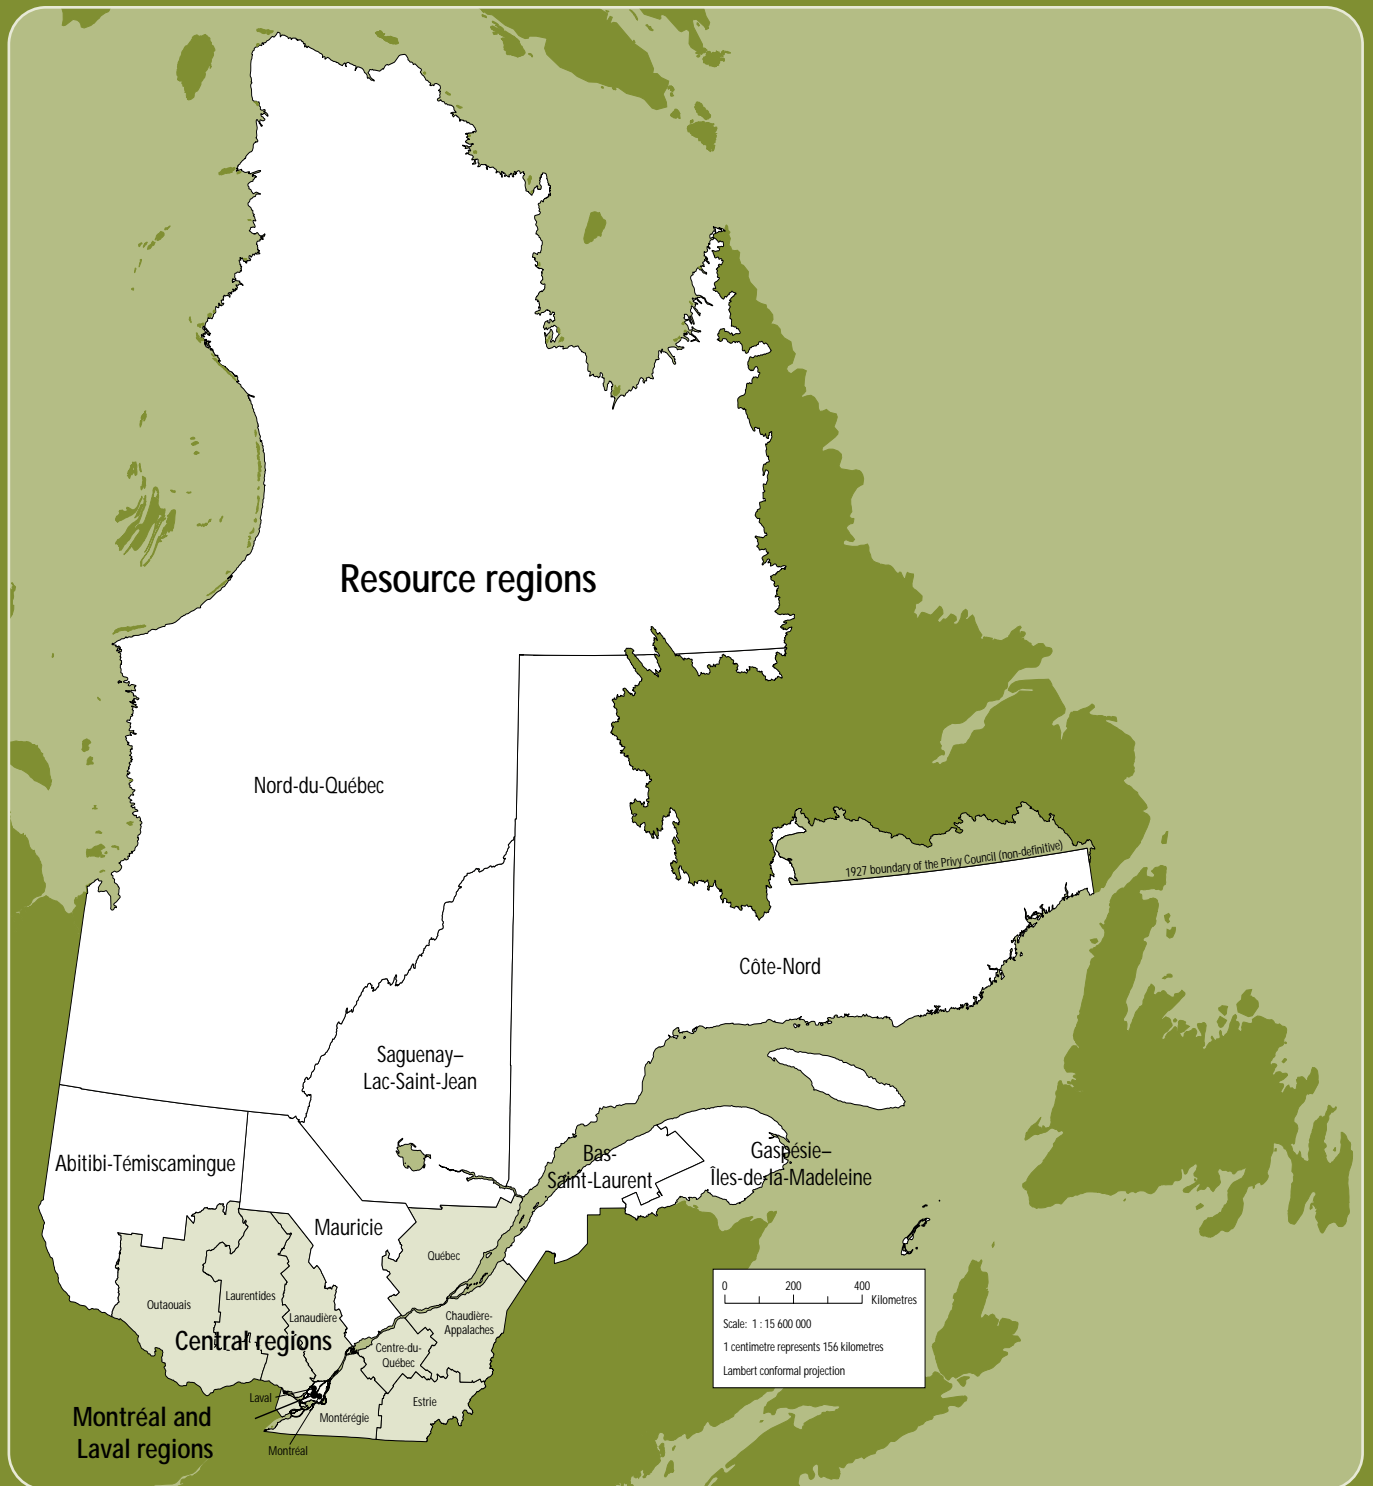 Resource regions
Nord-du-Québec
1927 boundary of the Privy Council (non-definitive)
Côte-Nord
Saguenay–
Lac-Saint-Jean
Abitibi-Témiscamingue
Bas-
Saint-Laurent
Gaspésie–
Îles-de-la-Madeleine
Mauricie
Québec
Outaouais
Laurentides
Lanaudière
Chaudière-
Appalaches
Central regions
Centre-du-
Québec
Laval
Estrie
Montérégie
Montréal and
Laval regions
Montréal
0 200 400
Kilometres
Scale: 1 : 15 600 000
1 centimetre represents 156 kilometres
Lambert conformal projection